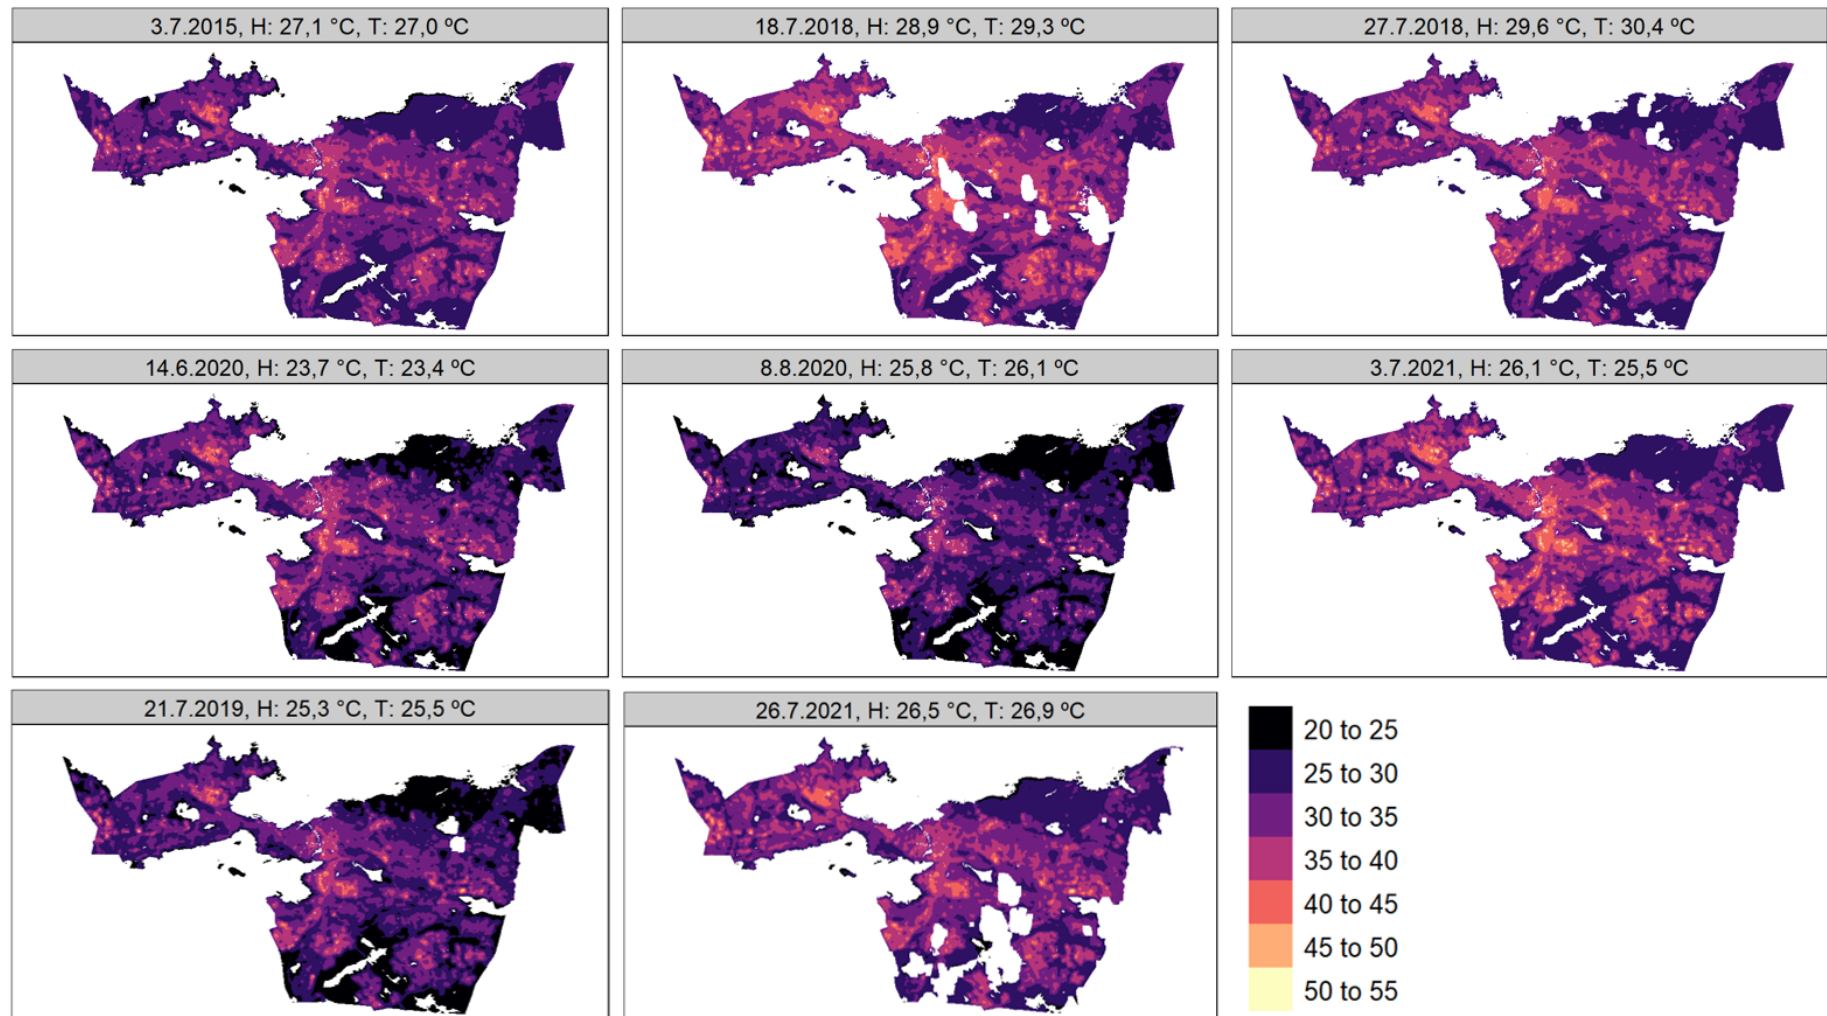 3.7.2015, H: 27,1 °C, T: 27,0 ºC
18.7.2018, H: 28,9 °C, T: 29,3 ºC
27.7.2018, H: 29,6 °C, T: 30,4 ºC
14.6.2020, H: 23,7 °C, T: 23,4 ºC
8.8.2020, H: 25,8 °C, T: 26,1 ºC
3.7.2021, H: 26,1 °C, T: 25,5 ºC
21.7.2019, H: 25,3 °C, T: 25,5 ºC
26.7.2021, H: 26,5 °C, T: 26,9 ºC
20 to 25
25 to 30
30 to 35
35 to 40
40 to 45
45 to 50
50 to 55